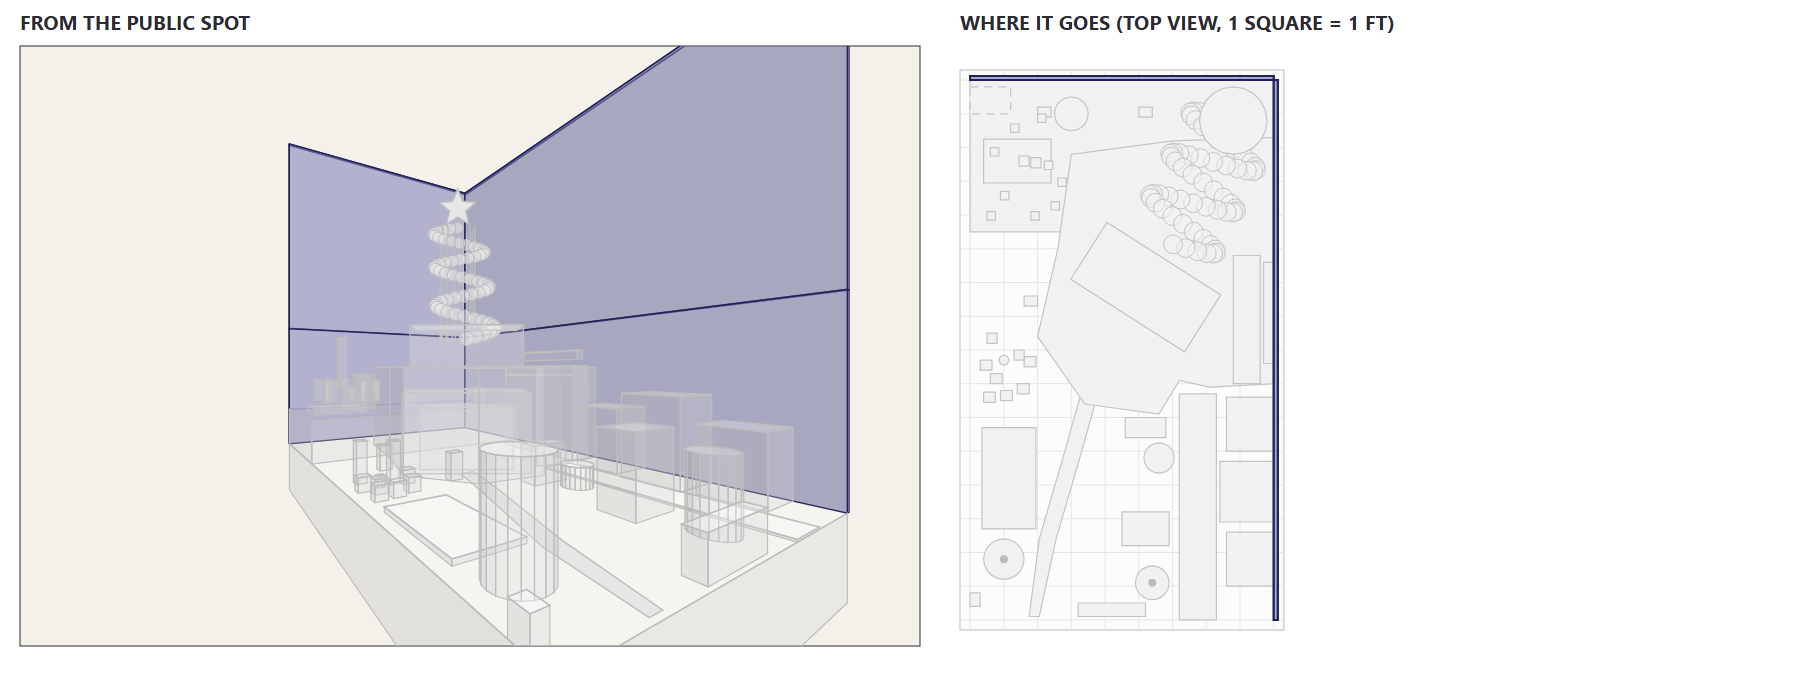 FROM THE PUBLIC SPOT
WHERE IT GOES (TOP VIEW, 1 SQUARE = 1 FT)